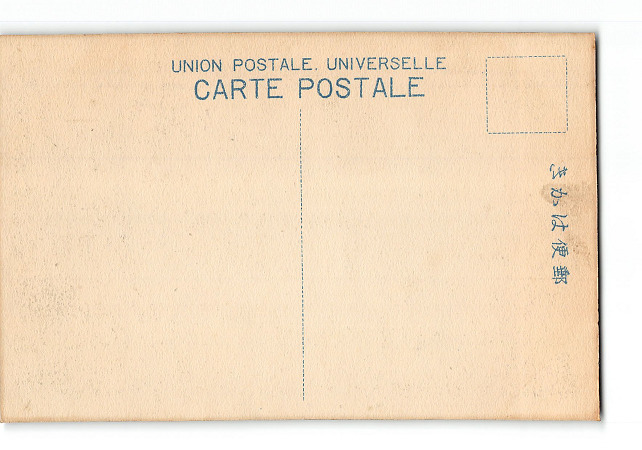 UNION POSTALE. UNIVERSELLE
CARTE POSTALE
きかは便郵